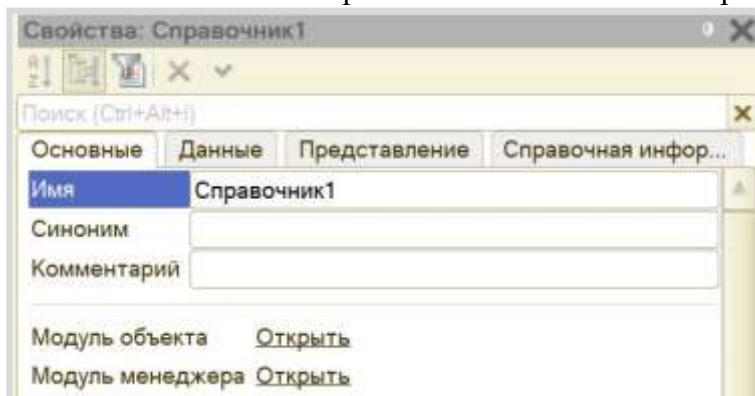 Свойства: Справочник1
Поиск (Ctrl+Alt+I)
Основные Данные Представление Справочная инфор...
Имя Справочник1
Синоним
Комментарий
Модуль объекта Открыть
Модуль менеджера Открыть